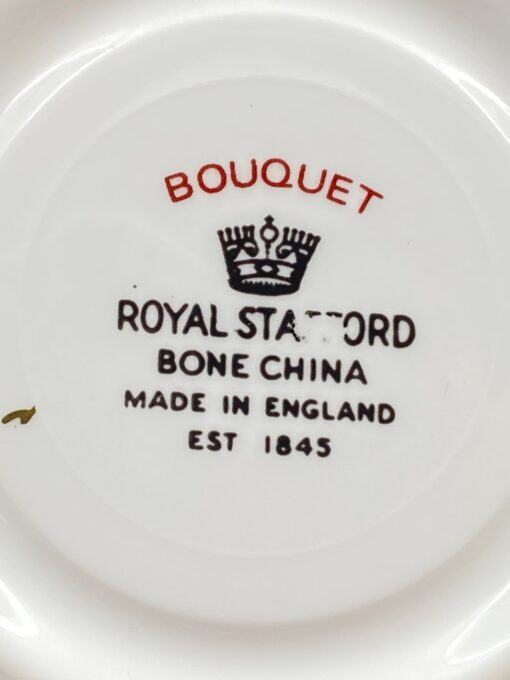 BOUQUET
ROYAL STAFFORD
BONE CHINA
MADE IN ENGLAND
EST 1845